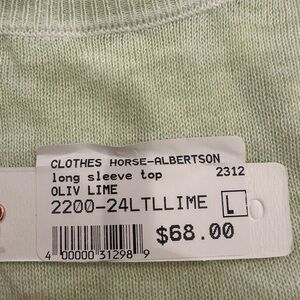 CLOTHES HORSE-ALBERTSON
long sleeve top 2312
OLIV LIME
2200-24LTLLIME L
$68.00
4 00000 31298 9